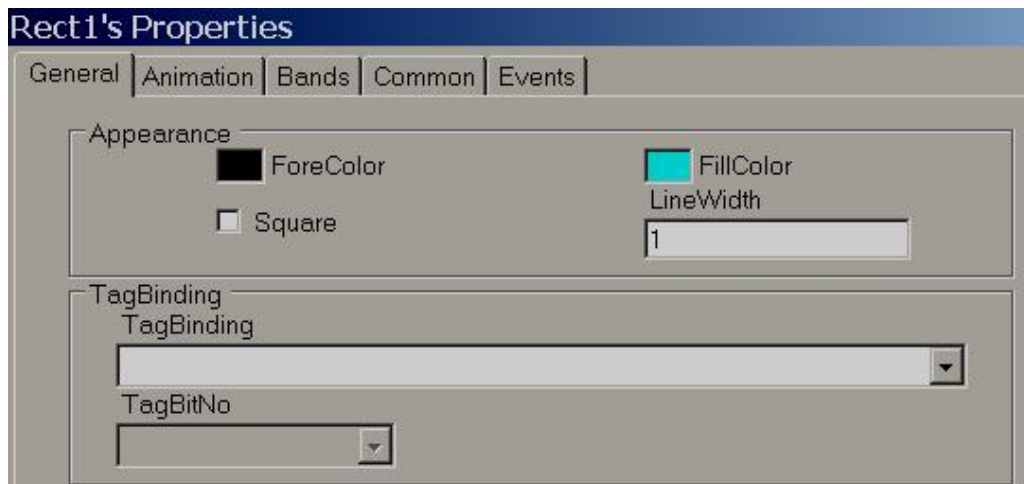 Rect1's Properties
General Animation Bands Common Events
Appearance
ForeColor FillColor
LineWidth
Square
1
TagBinding
TagBinding
TagBitNo